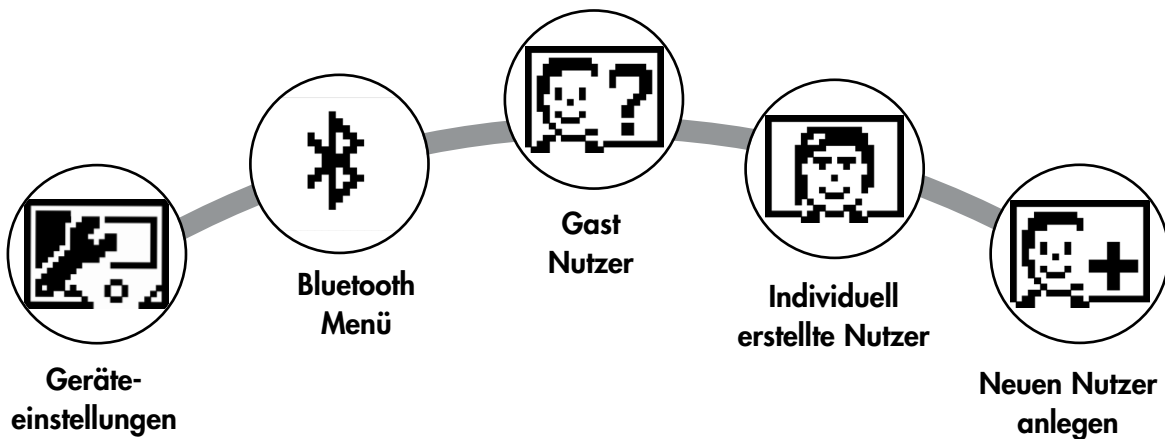 Geräte-
einstellungen
Bluetooth
Menü
Gast
Nutzer
Individuell
erstellte Nutzer
Neuen Nutzer
anlegen